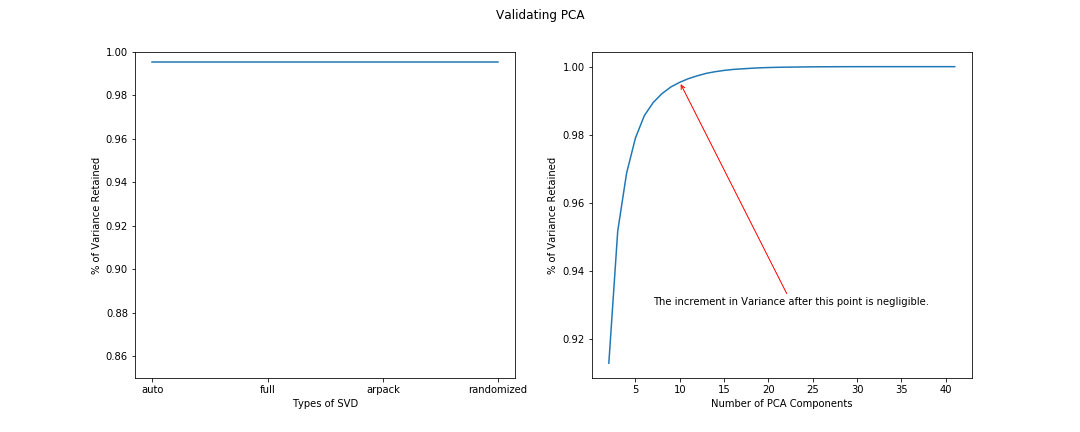 Validating PCA
% of Variance Retained
1.00
0.98
0.96
0.94
0.92
0.90
0.88
0.86
auto full arpack randomized
Types of SVD
% of Variance Retained
1.00
0.98
0.96
0.94
0.92
The increment in Variance after this point is negligible.
5 10 15 20 25 30 35 40
Number of PCA Components